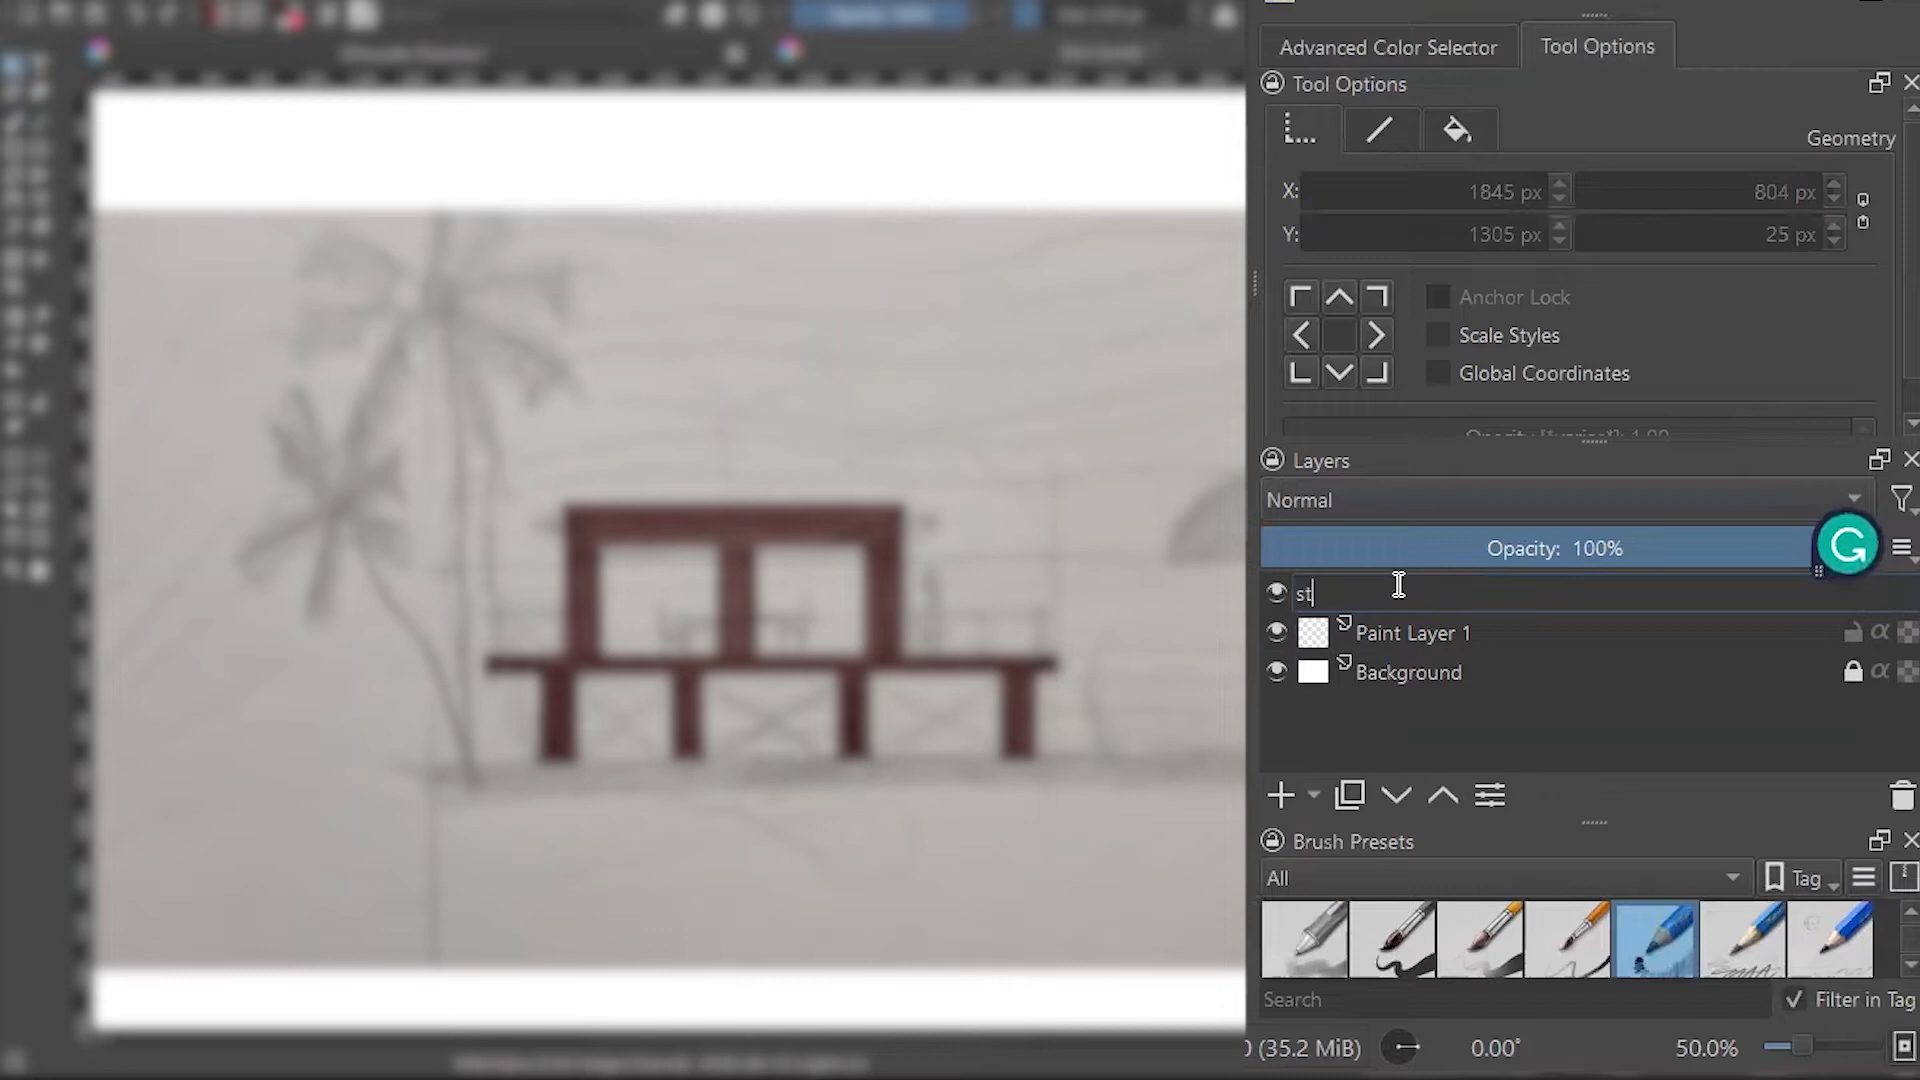 Advanced Color Selector
Tool Options
Tool Options
Geometry
X: 1845 px 804 px
Y: 1305 px 25 px
Anchor Lock
Scale Styles
Global Coordinates
Layers
Normal
Opacity: 100%
st
Paint Layer 1
Background
Brush Presets
All
Tag
Search
Filter in Tag
(35.2 MiB)
0.00°
50.0%